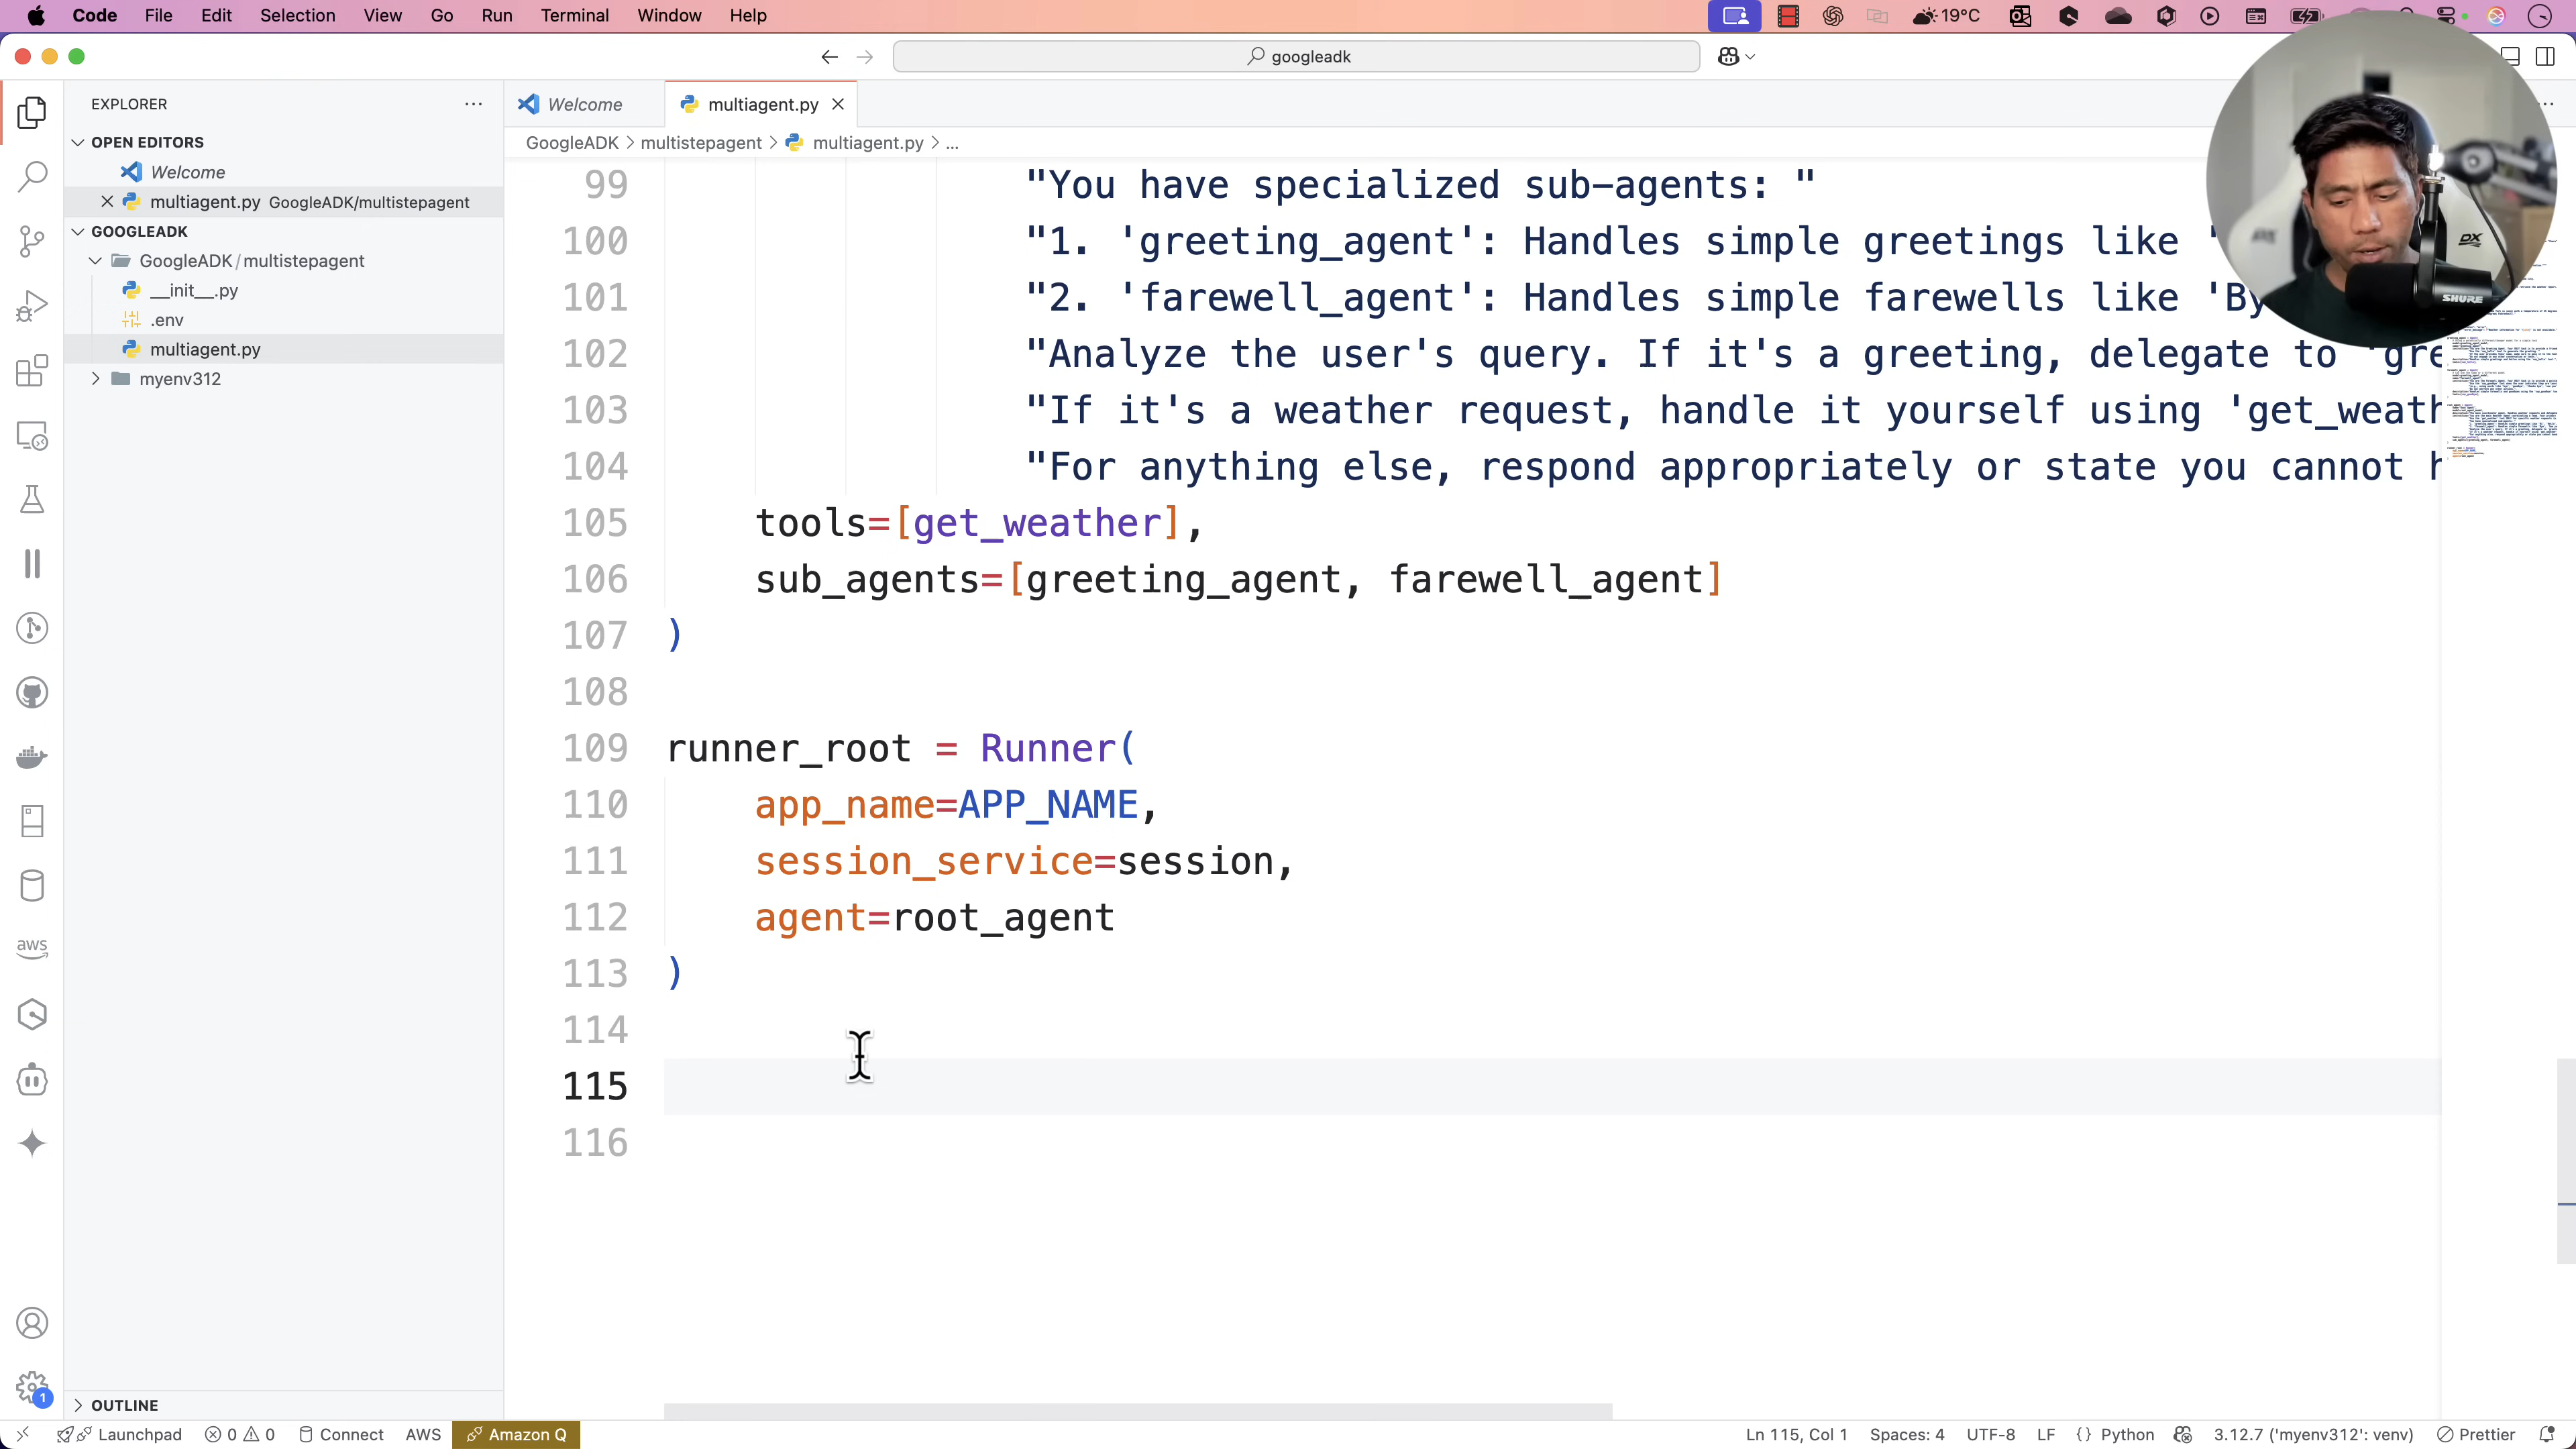 Code File Edit Selection View Go Run Terminal Window Help
19°C
googleadk
EXPLORER
Welcome
multiagent.py
OPEN EDITORS
GoogleADK > multistepagent > multiagent.py > ...
Welcome
multiagent.py GoogleADK/multistepagent
GOOGLEADK
GoogleADK/multistepagent
__init__.py
.env
multiagent.py
myenv312
99 "You have specialized sub-agents: "
100 "1. 'greeting_agent': Handles simple greetings like '
101 "2. 'farewell_agent': Handles simple farewells like 'By
102 "Analyze the user's query. If it's a greeting, delegate to 'gre
103 "If it's a weather request, handle it yourself using 'get_weath
104 "For anything else, respond appropriately or state you cannot h
105 tools=[get_weather],
106 sub_agents=[greeting_agent, farewell_agent]
107 )
108
109 runner_root = Runner(
110 app_name=APP_NAME,
111 session_service=session,
112 agent=root_agent
113 )
114
115
116
DX
SHURE
aws
1
OUTLINE
Launchpad 0 0 Connect AWS Amazon Q
Ln 115, Col 1 Spaces: 4 UTF-8 LF {} Python 3.12.7 ('myenv312': venv) Prettier